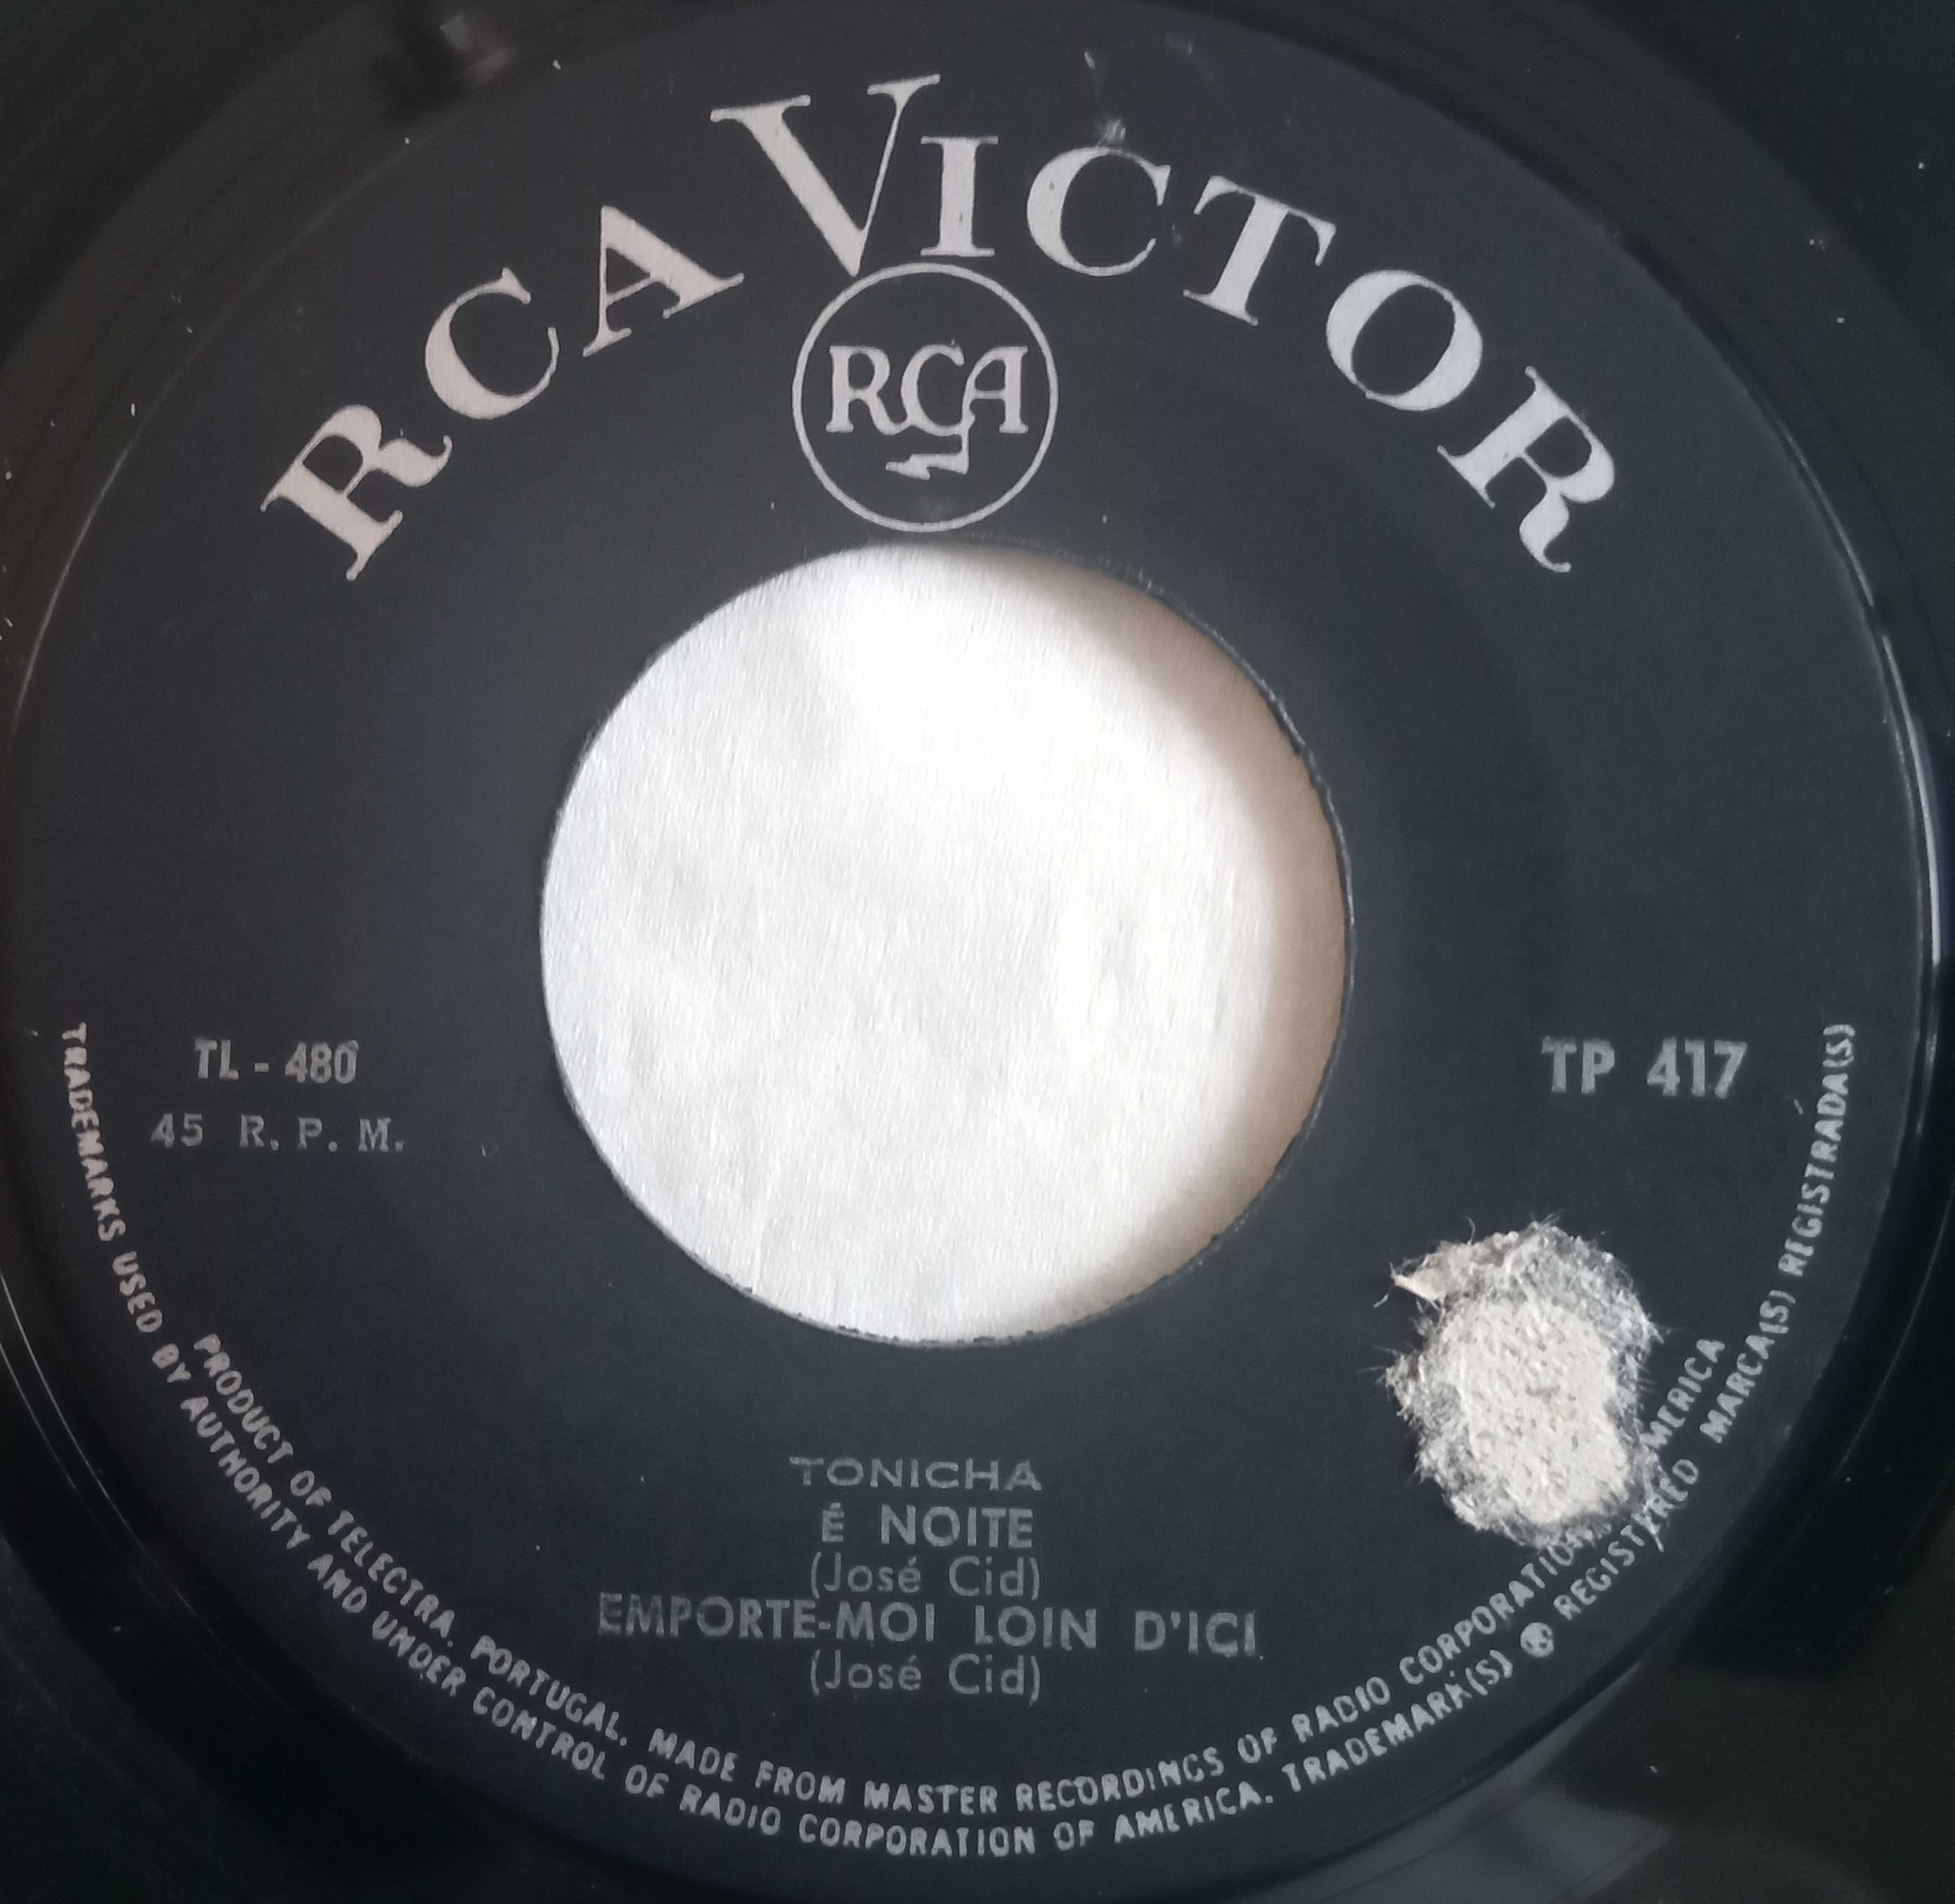 RCA VICTOR
RCA
TL - 480
45 R. P. M.
TP 417
TONICHA
É NOITE
(José Cid)
EMPORTE-MOI LOIN D'ICI
(José Cid)
PRODUCT OF TELECTRA. PORTUGAL. MADE FROM MASTER RECORDINGS OF RADIO CORPORATION MERICA
TRADEMARKS USED BY AUTHORITY AND UNDER CONTROL OF RADIO CORPORATION OF AMERICA. TRADEMARK(S) ® REGISTERED MARCA(S) REGISTRADA(S)